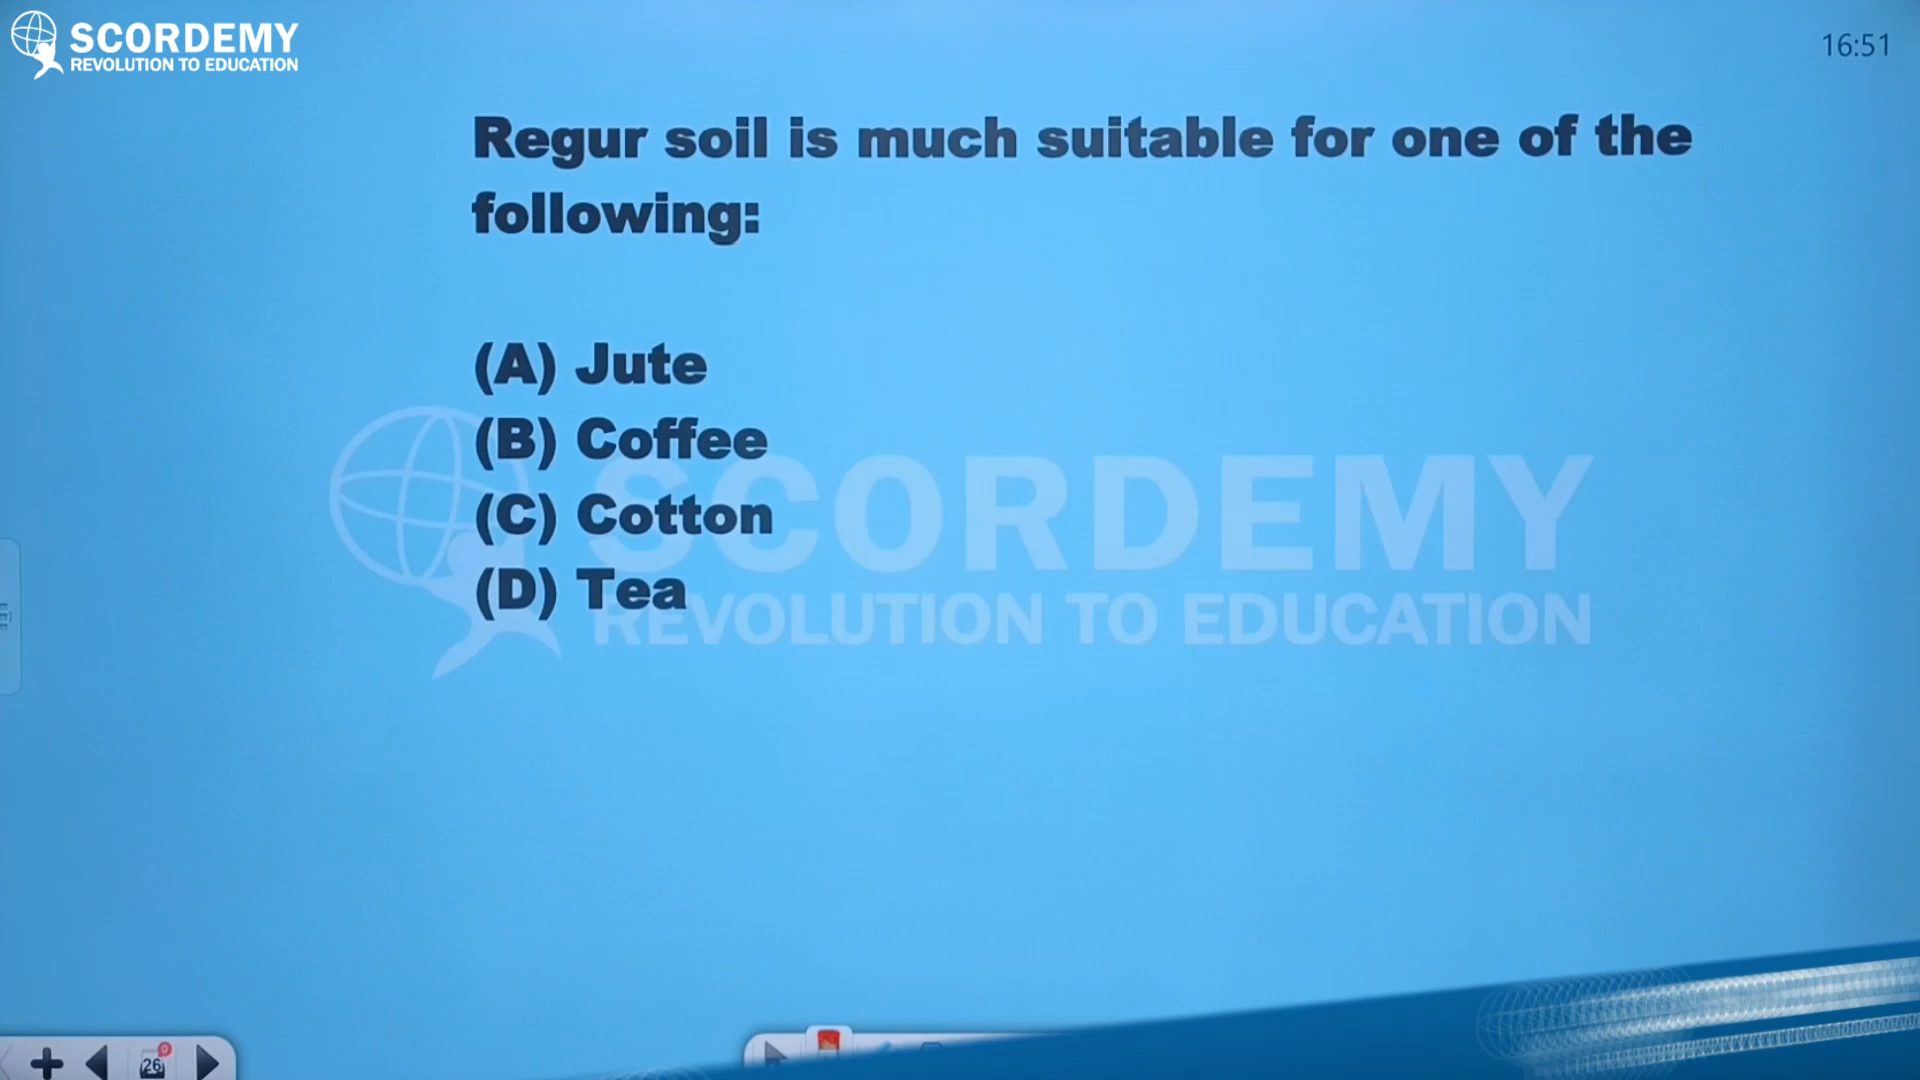 SCORDEMY
REVOLUTION TO EDUCATION
16:51
Regur soil is much suitable for one of the
following:
(A) Jute
(B) Coffee
(C) Cotton
(D) Tea
SCORDEMY
REVOLUTION TO EDUCATION
26
0